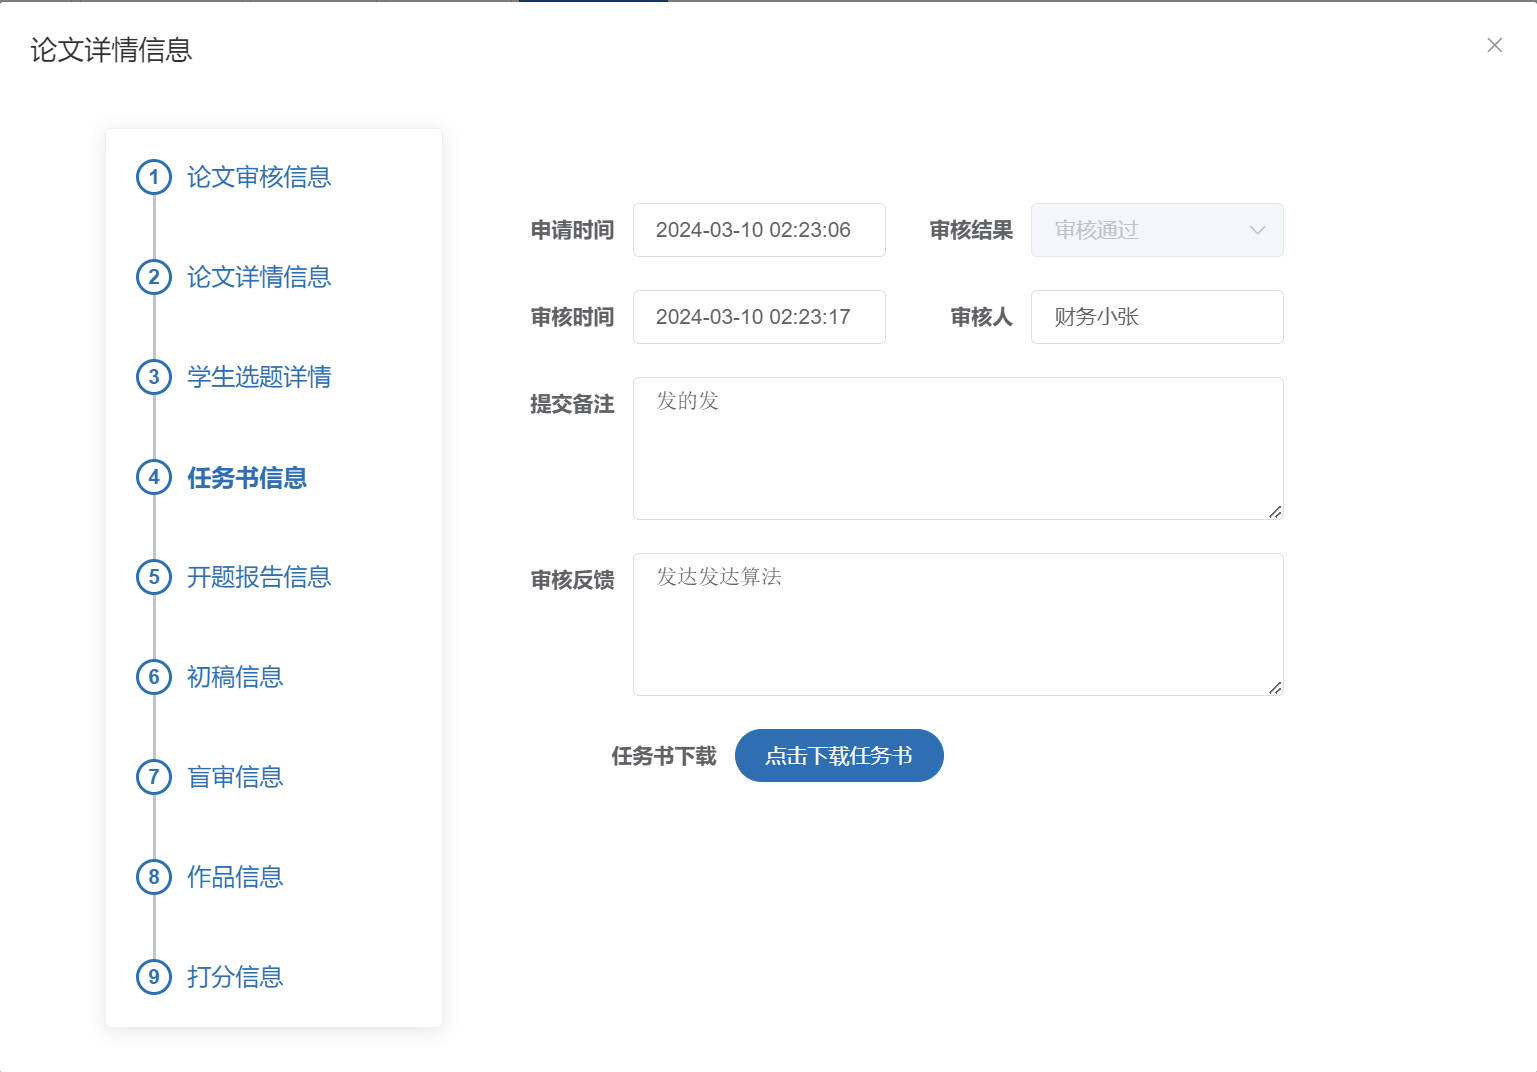 论文详情信息
1 论文审核信息
2 论文详情信息
3 学生选题详情
4 任务书信息
5 开题报告信息
6 初稿信息
7 盲审信息
8 作品信息
9 打分信息
申请时间 2024-03-10 02:23:06 审核结果 审核通过
审核时间 2024-03-10 02:23:17 审核人 财务小张
提交备注 发的发
审核反馈 发达发达算法
任务书下载 点击下载任务书